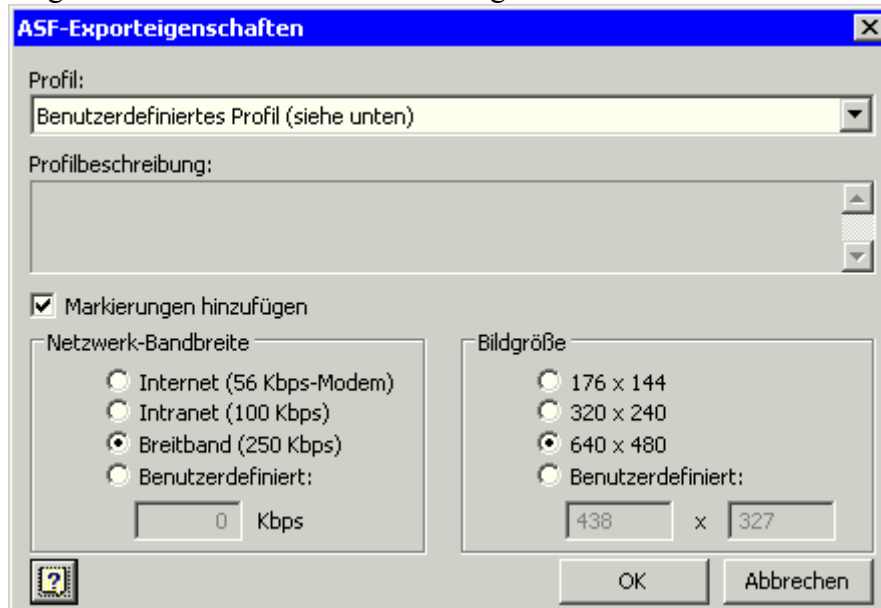 ASF-Exporteigenschaften
Profil:
Benutzerdefiniertes Profil (siehe unten)
Profilbeschreibung:
Markierungen hinzufügen
Netzwerk-Bandbreite
Internet (56 Kbps-Modem)
Intranet (100 Kbps)
Breitband (250 Kbps)
Benutzerdefiniert:
0 Kbps
Bildgröße
176 x 144
320 x 240
640 x 480
Benutzerdefiniert:
438 x 327
OK Abbrechen